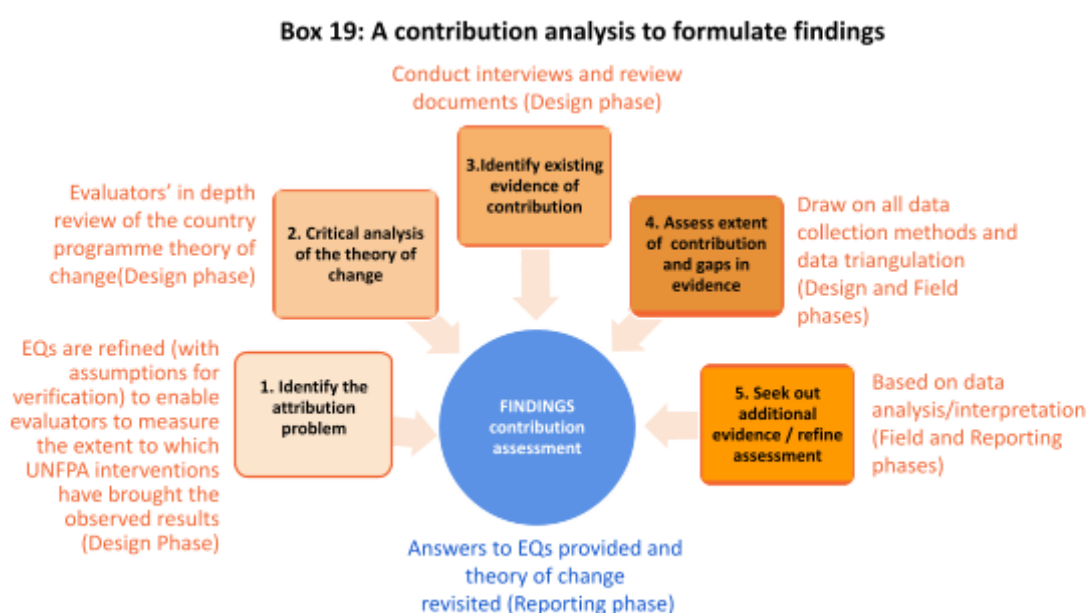 Box 19: A contribution analysis to formulate findings
Conduct interviews and review
documents (Design phase)
3.Identify existing
evidence of
contribution
Evaluators' in depth
review of the country
programme theory of
change(Design phase)
2. Critical analysis
of the theory of
change
4. Assess extent
of contribution
and gaps in
evidence
Draw on all data
collection methods and
data triangulation
(Design and Field
phases)
EQs are refined (with
assumptions for
verification) to enable
evaluators to measure
the extent to which
UNFPA interventions
have brought the
observed results
(Design Phase)
1. Identify the
attribution
problem
FINDINGS
contribution
assessment
5. Seek out
additional
evidence / refine
assessment
Based on data
analysis/interpretation
(Field and Reporting
phases)
Answers to EQs provided and
theory of change
revisited (Reporting phase)